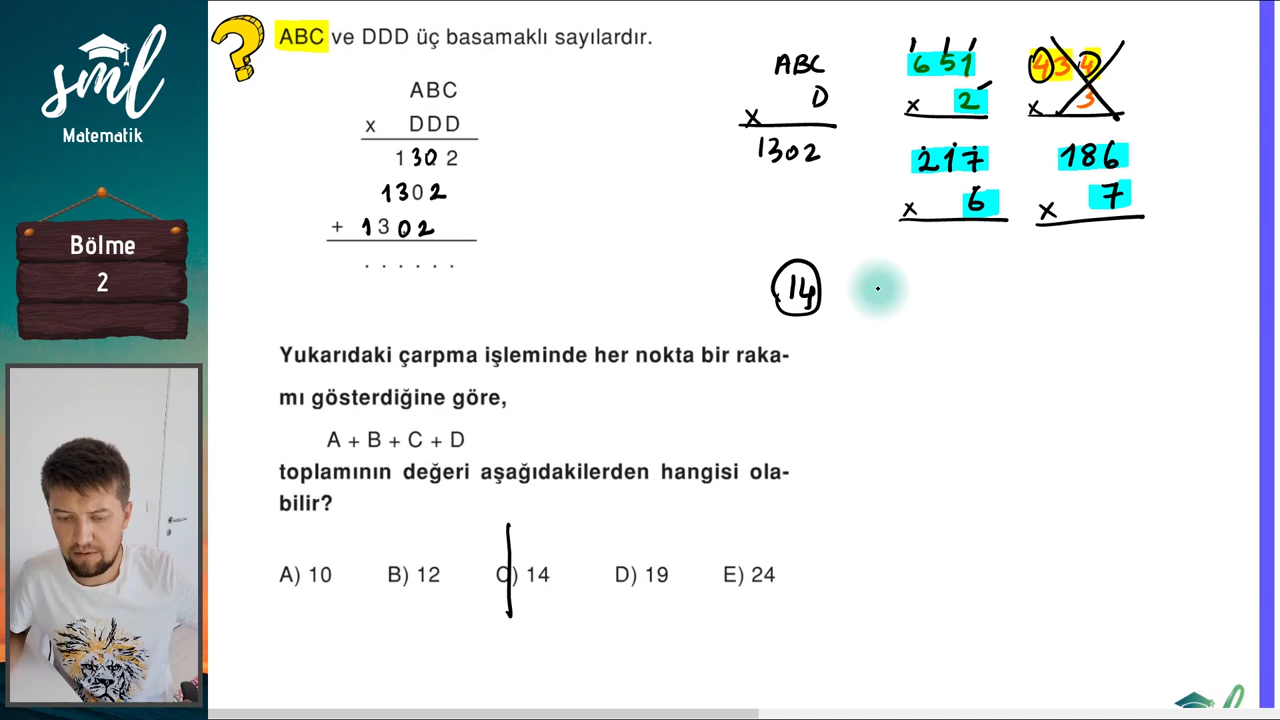 sml
Matematik
Bölme
2
?
ABC ve DDD üç basamaklı sayılardır.
ABC
x DDD
1302
1302
+ 1302
. . . . . .
ABC
D
x
1302
651
x 2
434
x 3
217
x 6
186
x 7
14
Yukarıdaki çarpma işleminde her nokta bir raka-
mı gösterdiğine göre,
A + B + C + D
toplamının değeri aşağıdakilerden hangisi ola-
bilir?
A) 10 B) 12 C) 14 D) 19 E) 24